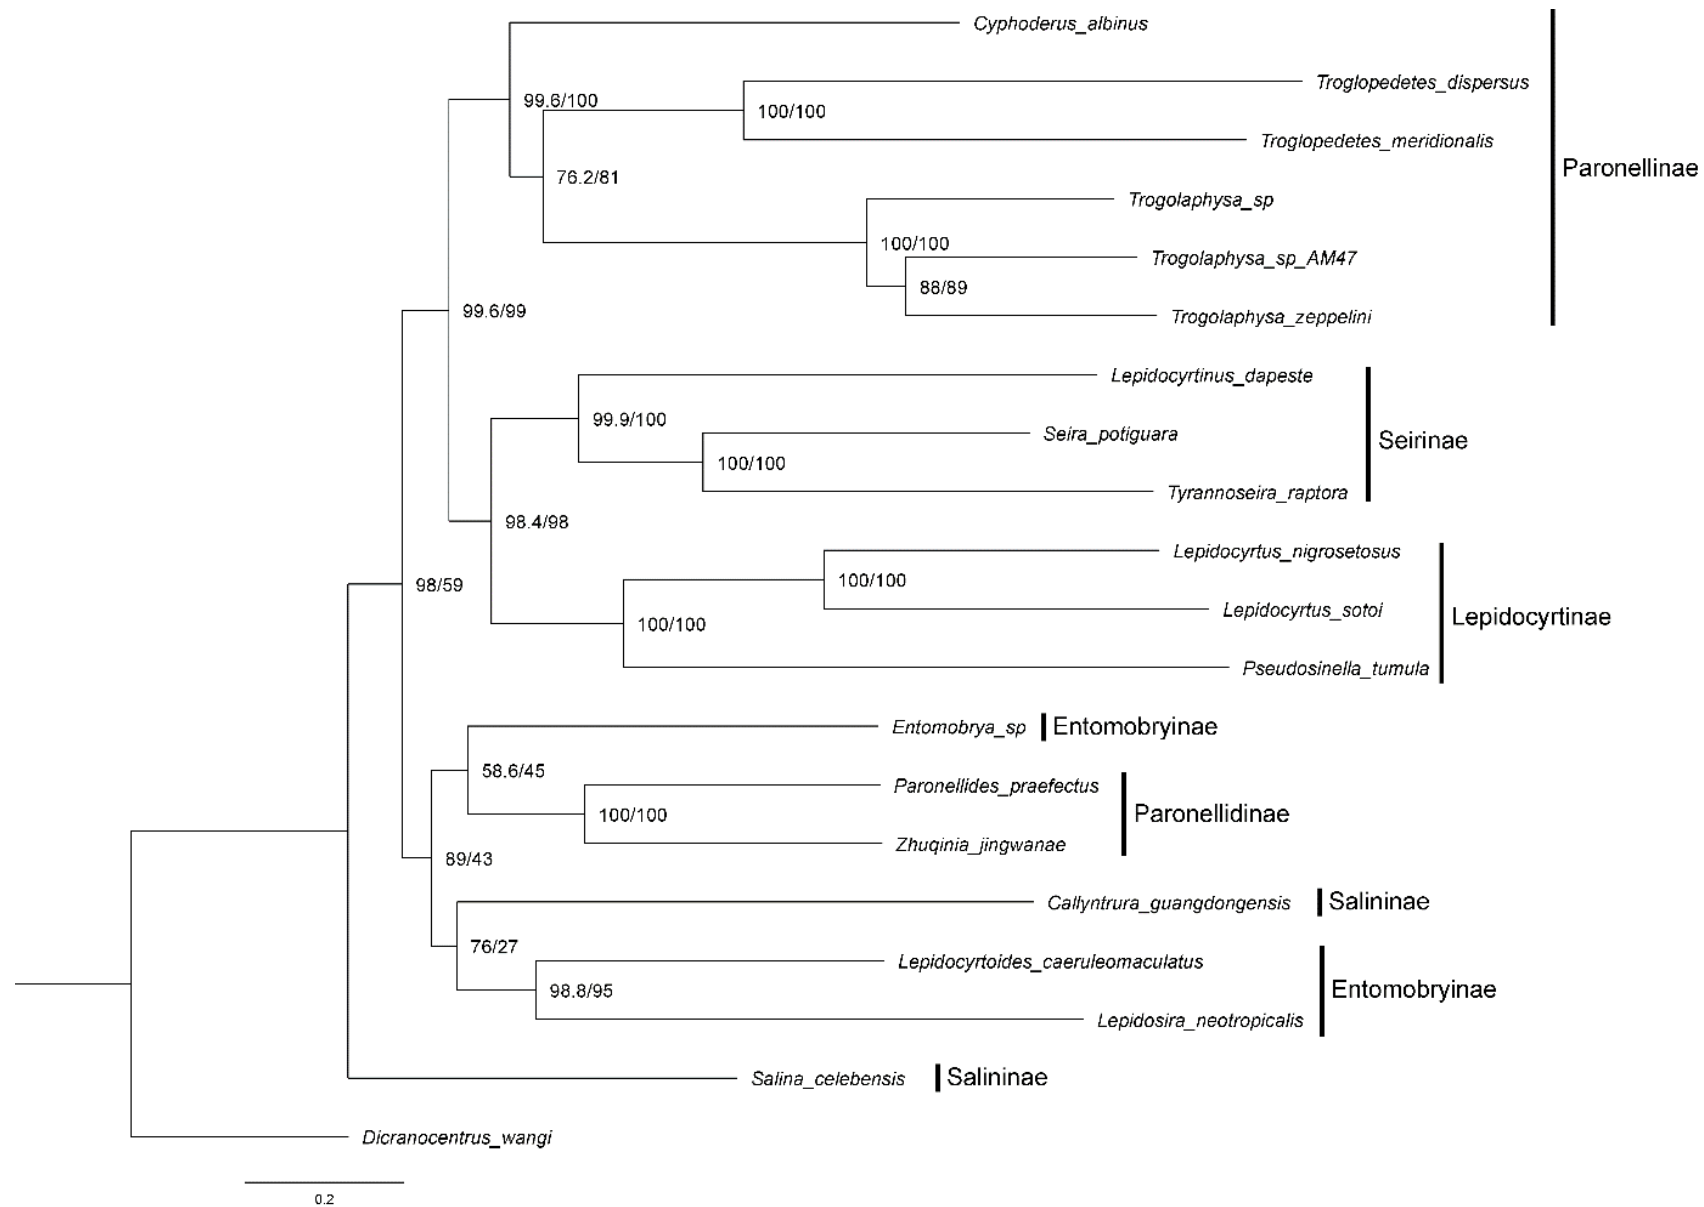 Cyphoderus_albinus
Troglopedetes_dispersus
99.6/100
100/100
Troglopedetes_meridionalis
Paronellinae
76.2/81
Trogolaphysa_sp
100/100
Trogolaphysa_sp_AM47
88/89
99.6/99
Trogolaphysa_zeppelini
Lepidocyrtinus_dapeste
99.9/100
Seira_potiguara
Seirinae
100/100
Tyrannoseira_raptora
98.4/98
Lepidocyrtus_nigrosetosus
100/100
98/59
Lepidocyrtus_sotoi
Lepidocyrtinae
100/100
Pseudosinella_tumula
Entomobrya_sp
Entomobryinae
58.6/45
Paronellides_praefectus
100/100
Paronellidinae
Zhuqinia_jingwanae
89/43
Callyntrura_guangdongensis
Salininae
76/27
Lepidocyrtoides_caeruleomaculatus
98.8/95
Entomobryinae
Lepidosira_neotropicalis
Salina_celebensis
Salininae
Dicranocentrus_wangi
0.2